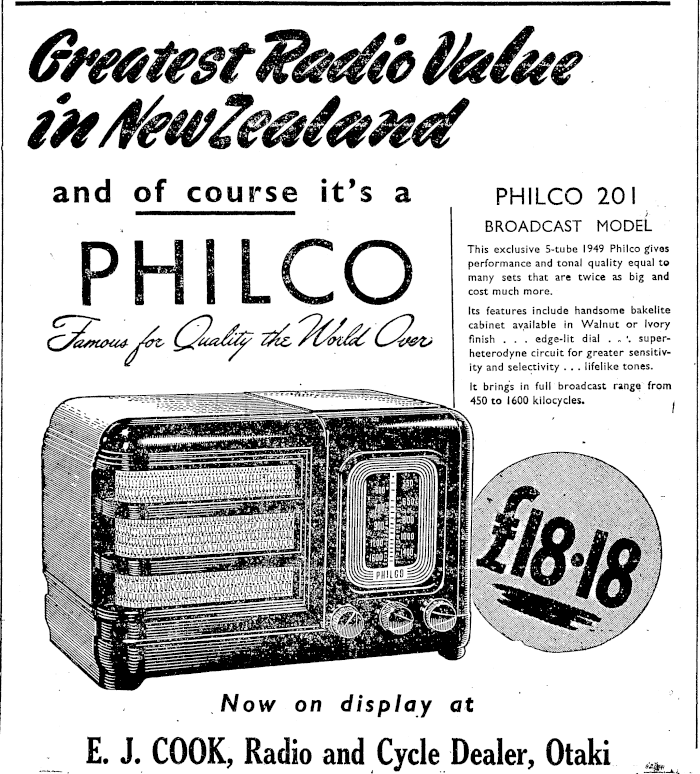 Greatest Radio Value
in New Zealand
and of course it's a
PHILCO
Famous for Quality the World Over
PHILCO 201
BROADCAST MODEL
This exclusive 5-tube 1949 Philco gives
performance and tonal quality equal to
many sets that are twice as big and
cost much more.
Its features include handsome bakelite
cabinet available in Walnut or Ivory
finish . . . edge-lit dial . . . super-
heterodyne circuit for greater sensitiv-
ity and selectivity . . . lifelike tones.
It brings in full broadcast range from
450 to 1600 kilocycles.
PHILCO
£18·18
Now on display at
E. J. COOK, Radio and Cycle Dealer, Otaki